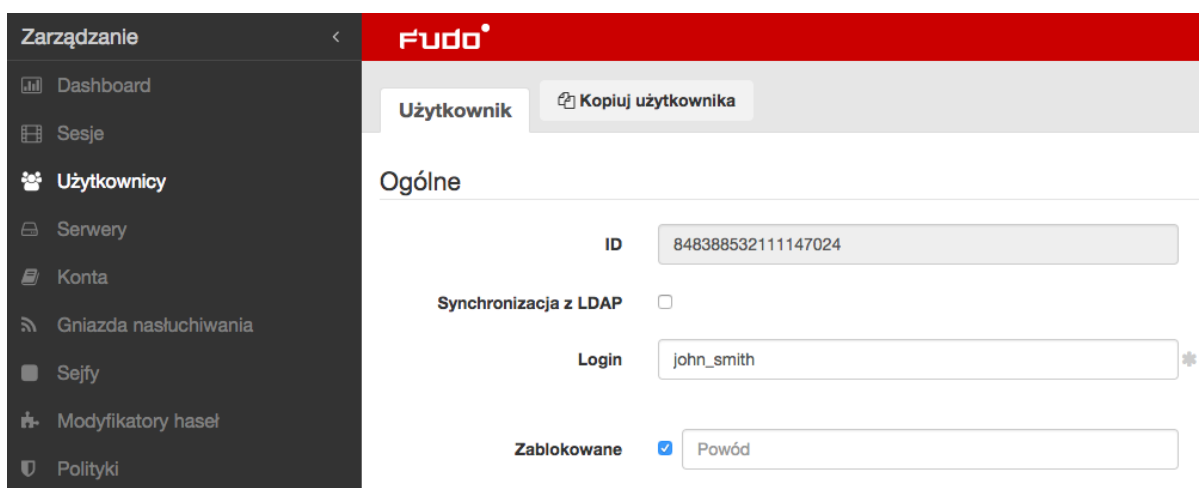 Zarządzanie
Dashboard
Sesje
Użytkownicy
Serwery
Konta
Gniazda nasłuchiwania
Sejfy
Modyfikatory haseł
Polityki
FUDO
Użytkownik
Kopiuj użytkownika
Ogólne
ID 848388532111147024
Synchronizacja z LDAP
Login john_smith
Zablokowane Powód